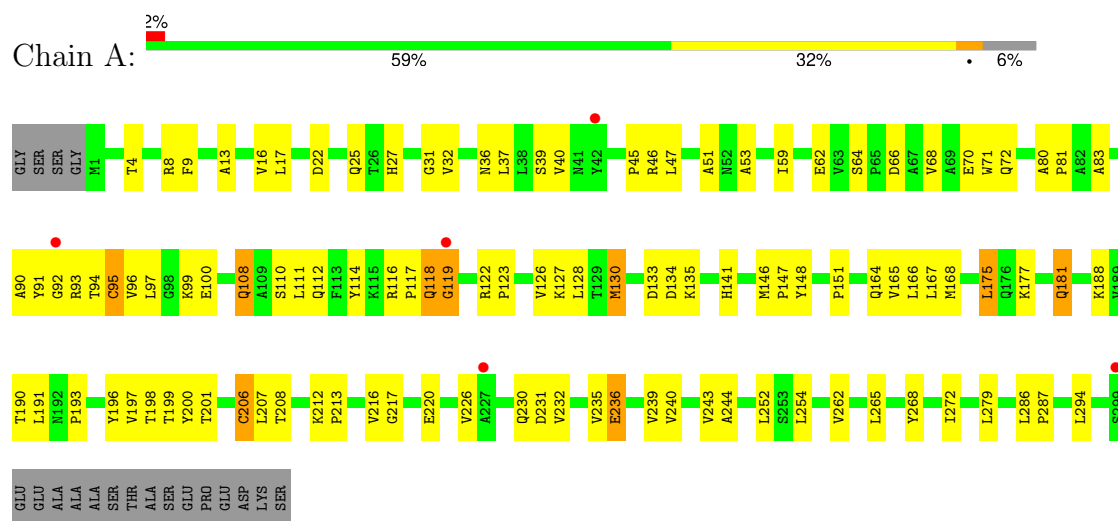 2%
Chain A:
59% 32% • 6%
GLY SER SER GLY M1 T4 R8 F9 A13 V16 L17 D22 Q25 T26 H27 G31 V32 N36 L37 L38 S39 V40 N41 Y42 P45 R46 L47 A51 N52 A53 I59 E62 V63 S64 P65 D66 A67 V68 A69 E70 W71 Q72 A80 P81 A82 A83
A90 Y91 G92 R93 T94 C95 V96 L97 G98 K99 E100 Q108 A109 S110 L111 Q112 F113 Y114 K115 R116 P117 Q118 G119 R122 P123 V126 K127 L128 T129 M130 D133 D134 K135 H141 M146 P147 Y148 P151 Q164 V165 L166 L167 M168 L175 Q176 K177 Q181 K188 V189
T190 L191 N192 P193 Y196 V197 T198 T199 Y200 T201 C206 L207 T208 K212 P213 V216 G217 E220 V226 A227 Q230 D231 V232 V235 E236 V239 V240 V243 A244 L252 S253 L254 V262 L265 Y268 I272 L279 L286 P287 L294 S299
GLU GLU ALA ALA ALA SER THR ALA SER GLU PRO GLU ASP LYS SER